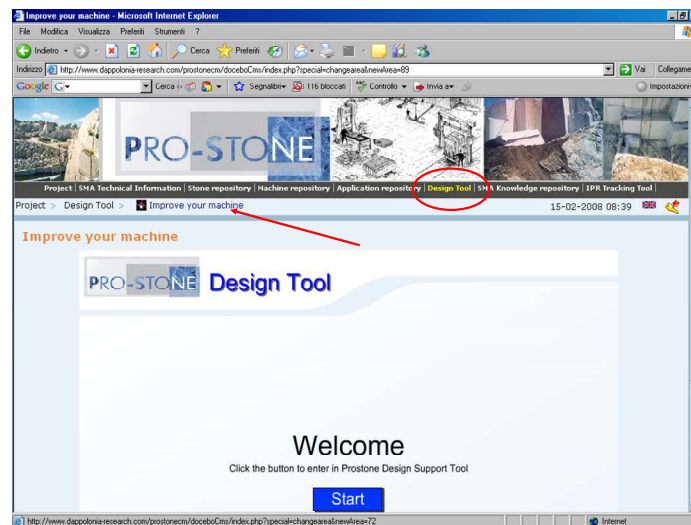 Improve your machine - Microsoft Internet Explorer
File Modifica Visualizza Preferiti Strumenti ?
Indietro Cerca Preferiti
Indirizzo http://www.dappolonia-research.com/prostonecm/doceboCms/index.php?special=changearea&newArea=89 Vai Collegame
Google G Cerca Segnalibri 116 bloccati Controllo Invia a Impostazioni
PRO-STONE
Project | SMA Technical Information | Stone repository | Machine repository | Application repository | Design Tool | SMA Knowledge repository | IPR Tracking Tool |
Project > Design Tool > Improve your machine 15-02-2008 08:39
Improve your machine
PRO-STONE Design Tool
Welcome
Click the button to enter in Prostone Design Support Tool
Start
http://www.dappolonia-research.com/prostonecm/doceboCms/index.php?special=changearea&newArea=72 Internet